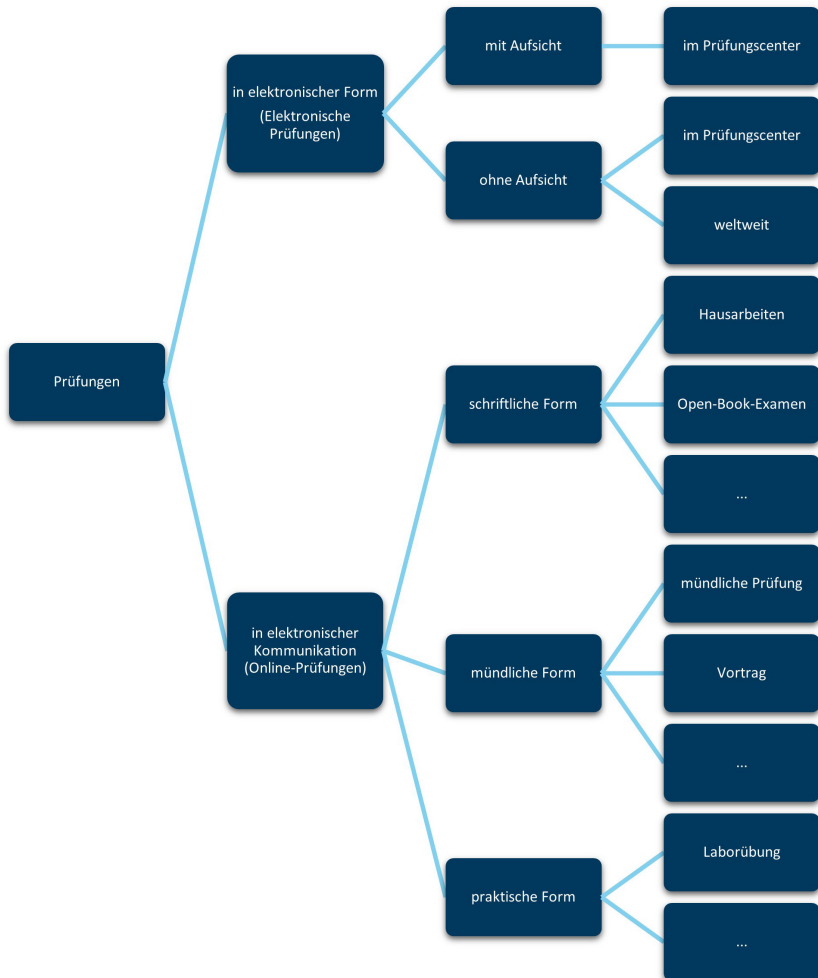 Prüfungen
in elektronischer Form
(Elektronische
Prüfungen)
mit Aufsicht
im Prüfungscenter
ohne Aufsicht
im Prüfungscenter
weltweit
in elektronischer
Kommunikation
(Online-Prüfungen)
schriftliche Form
Hausarbeiten
Open-Book-Examen
...
mündliche Form
mündliche Prüfung
Vortrag
...
praktische Form
Laborübung
...